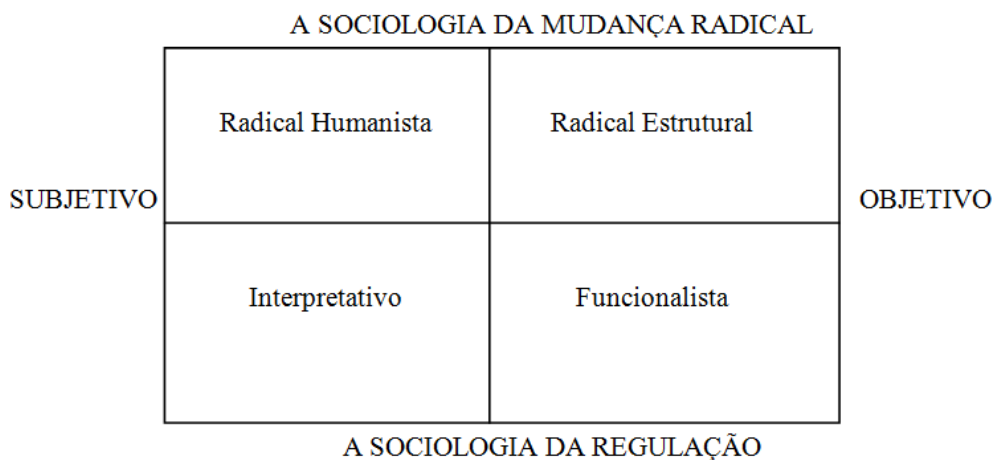 A SOCIOLOGIA DA MUDANÇA RADICAL
Radical Humanista
Radical Estrutural
SUBJETIVO
OBJETIVO
Interpretativo
Funcionalista
A SOCIOLOGIA DA REGULAÇÃO